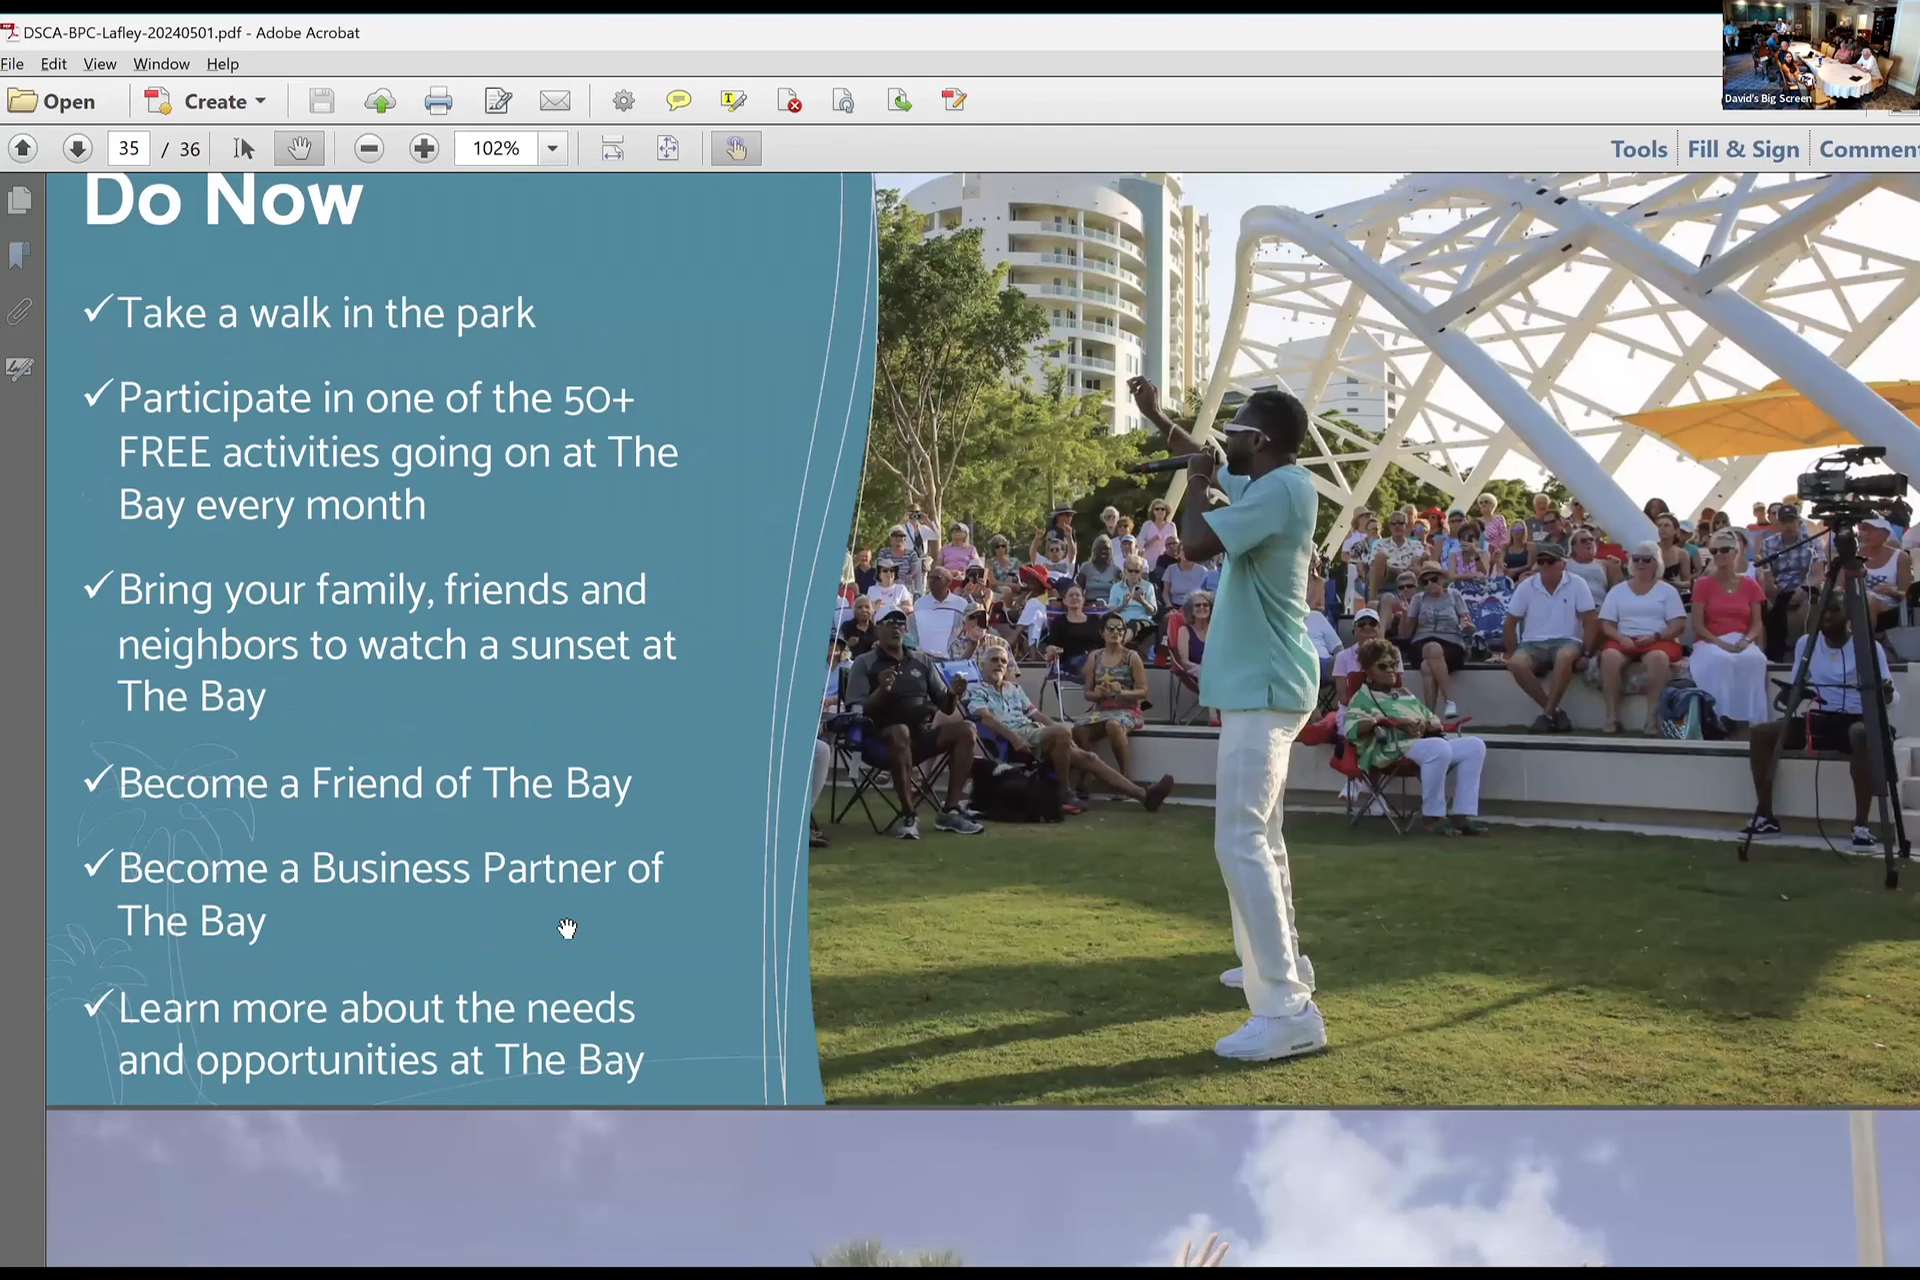 DSCA-BPC-Lafley-20240501.pdf - Adobe Acrobat
File Edit View Window Help
Open Create
35 / 36 102% Tools Fill & Sign Commen
David's Big Screen
Do Now
✓Take a walk in the park
✓Participate in one of the 50+
FREE activities going on at The
Bay every month
✓Bring your family, friends and
neighbors to watch a sunset at
The Bay
✓Become a Friend of The Bay
✓Become a Business Partner of
The Bay
✓Learn more about the needs
and opportunities at The Bay